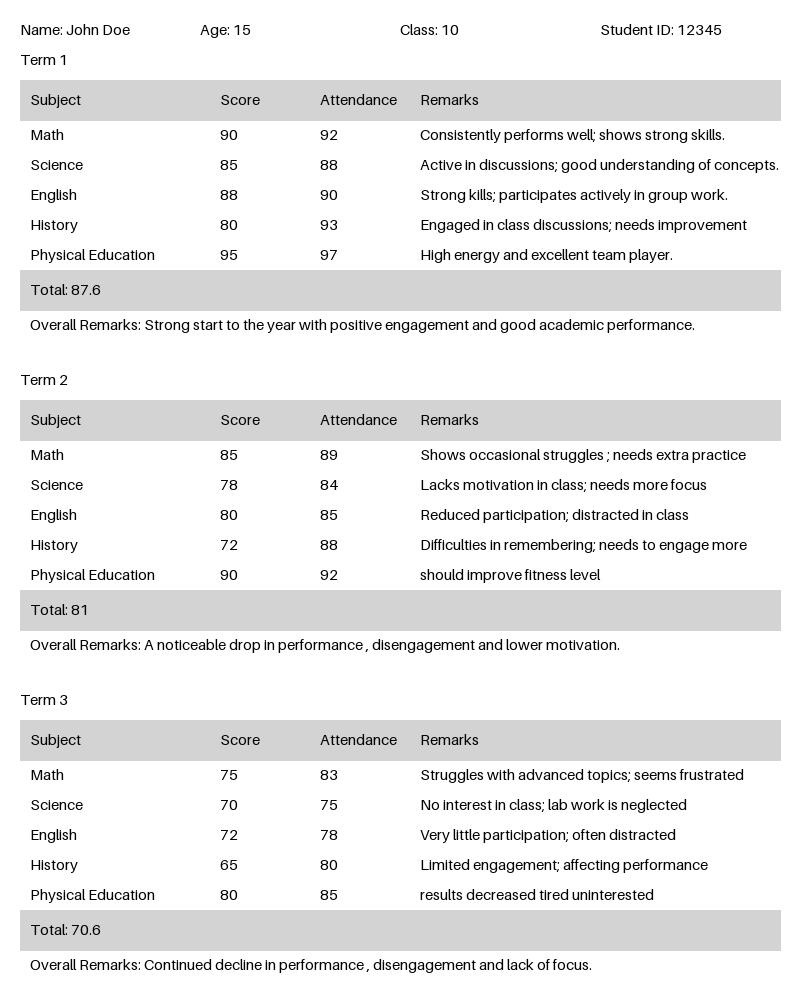 Name: John Doe Age: 15 Class: 10 Student ID: 12345
Term 1
Subject Score Attendance Remarks
Math 90 92 Consistently performs well; shows strong skills.
Science 85 88 Active in discussions; good understanding of concepts.
English 88 90 Strong kills; participates actively in group work.
History 80 93 Engaged in class discussions; needs improvement
Physical Education 95 97 High energy and excellent team player.
Total: 87.6
Overall Remarks: Strong start to the year with positive engagement and good academic performance.
Term 2
Subject Score Attendance Remarks
Math 85 89 Shows occasional struggles ; needs extra practice
Science 78 84 Lacks motivation in class; needs more focus
English 80 85 Reduced participation; distracted in class
History 72 88 Difficulties in remembering; needs to engage more
Physical Education 90 92 should improve fitness level
Total: 81
Overall Remarks: A noticeable drop in performance , disengagement and lower motivation.
Term 3
Subject Score Attendance Remarks
Math 75 83 Struggles with advanced topics; seems frustrated
Science 70 75 No interest in class; lab work is neglected
English 72 78 Very little participation; often distracted
History 65 80 Limited engagement; affecting performance
Physical Education 80 85 results decreased tired uninterested
Total: 70.6
Overall Remarks: Continued decline in performance , disengagement and lack of focus.